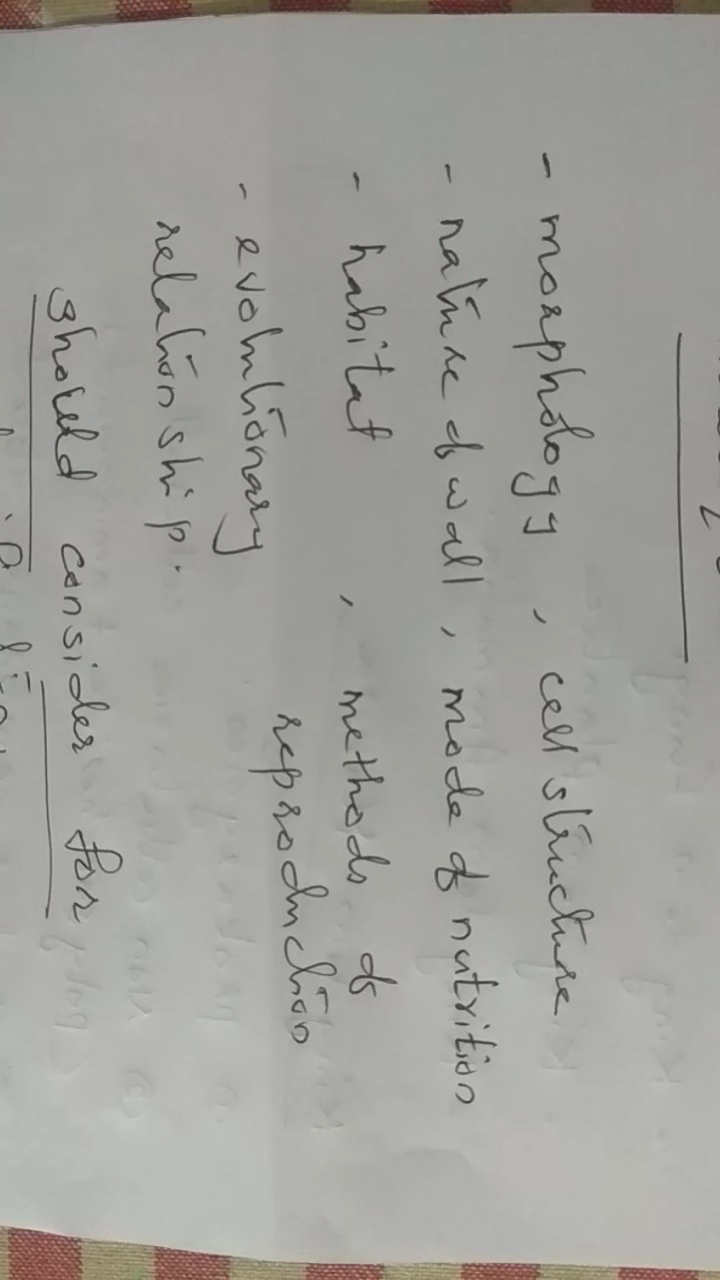 - morphology, cell structure
- nature of wall, mode of nutrition
- habitat, methods of
reproduction
- evolutionary
relationship.
should consider for